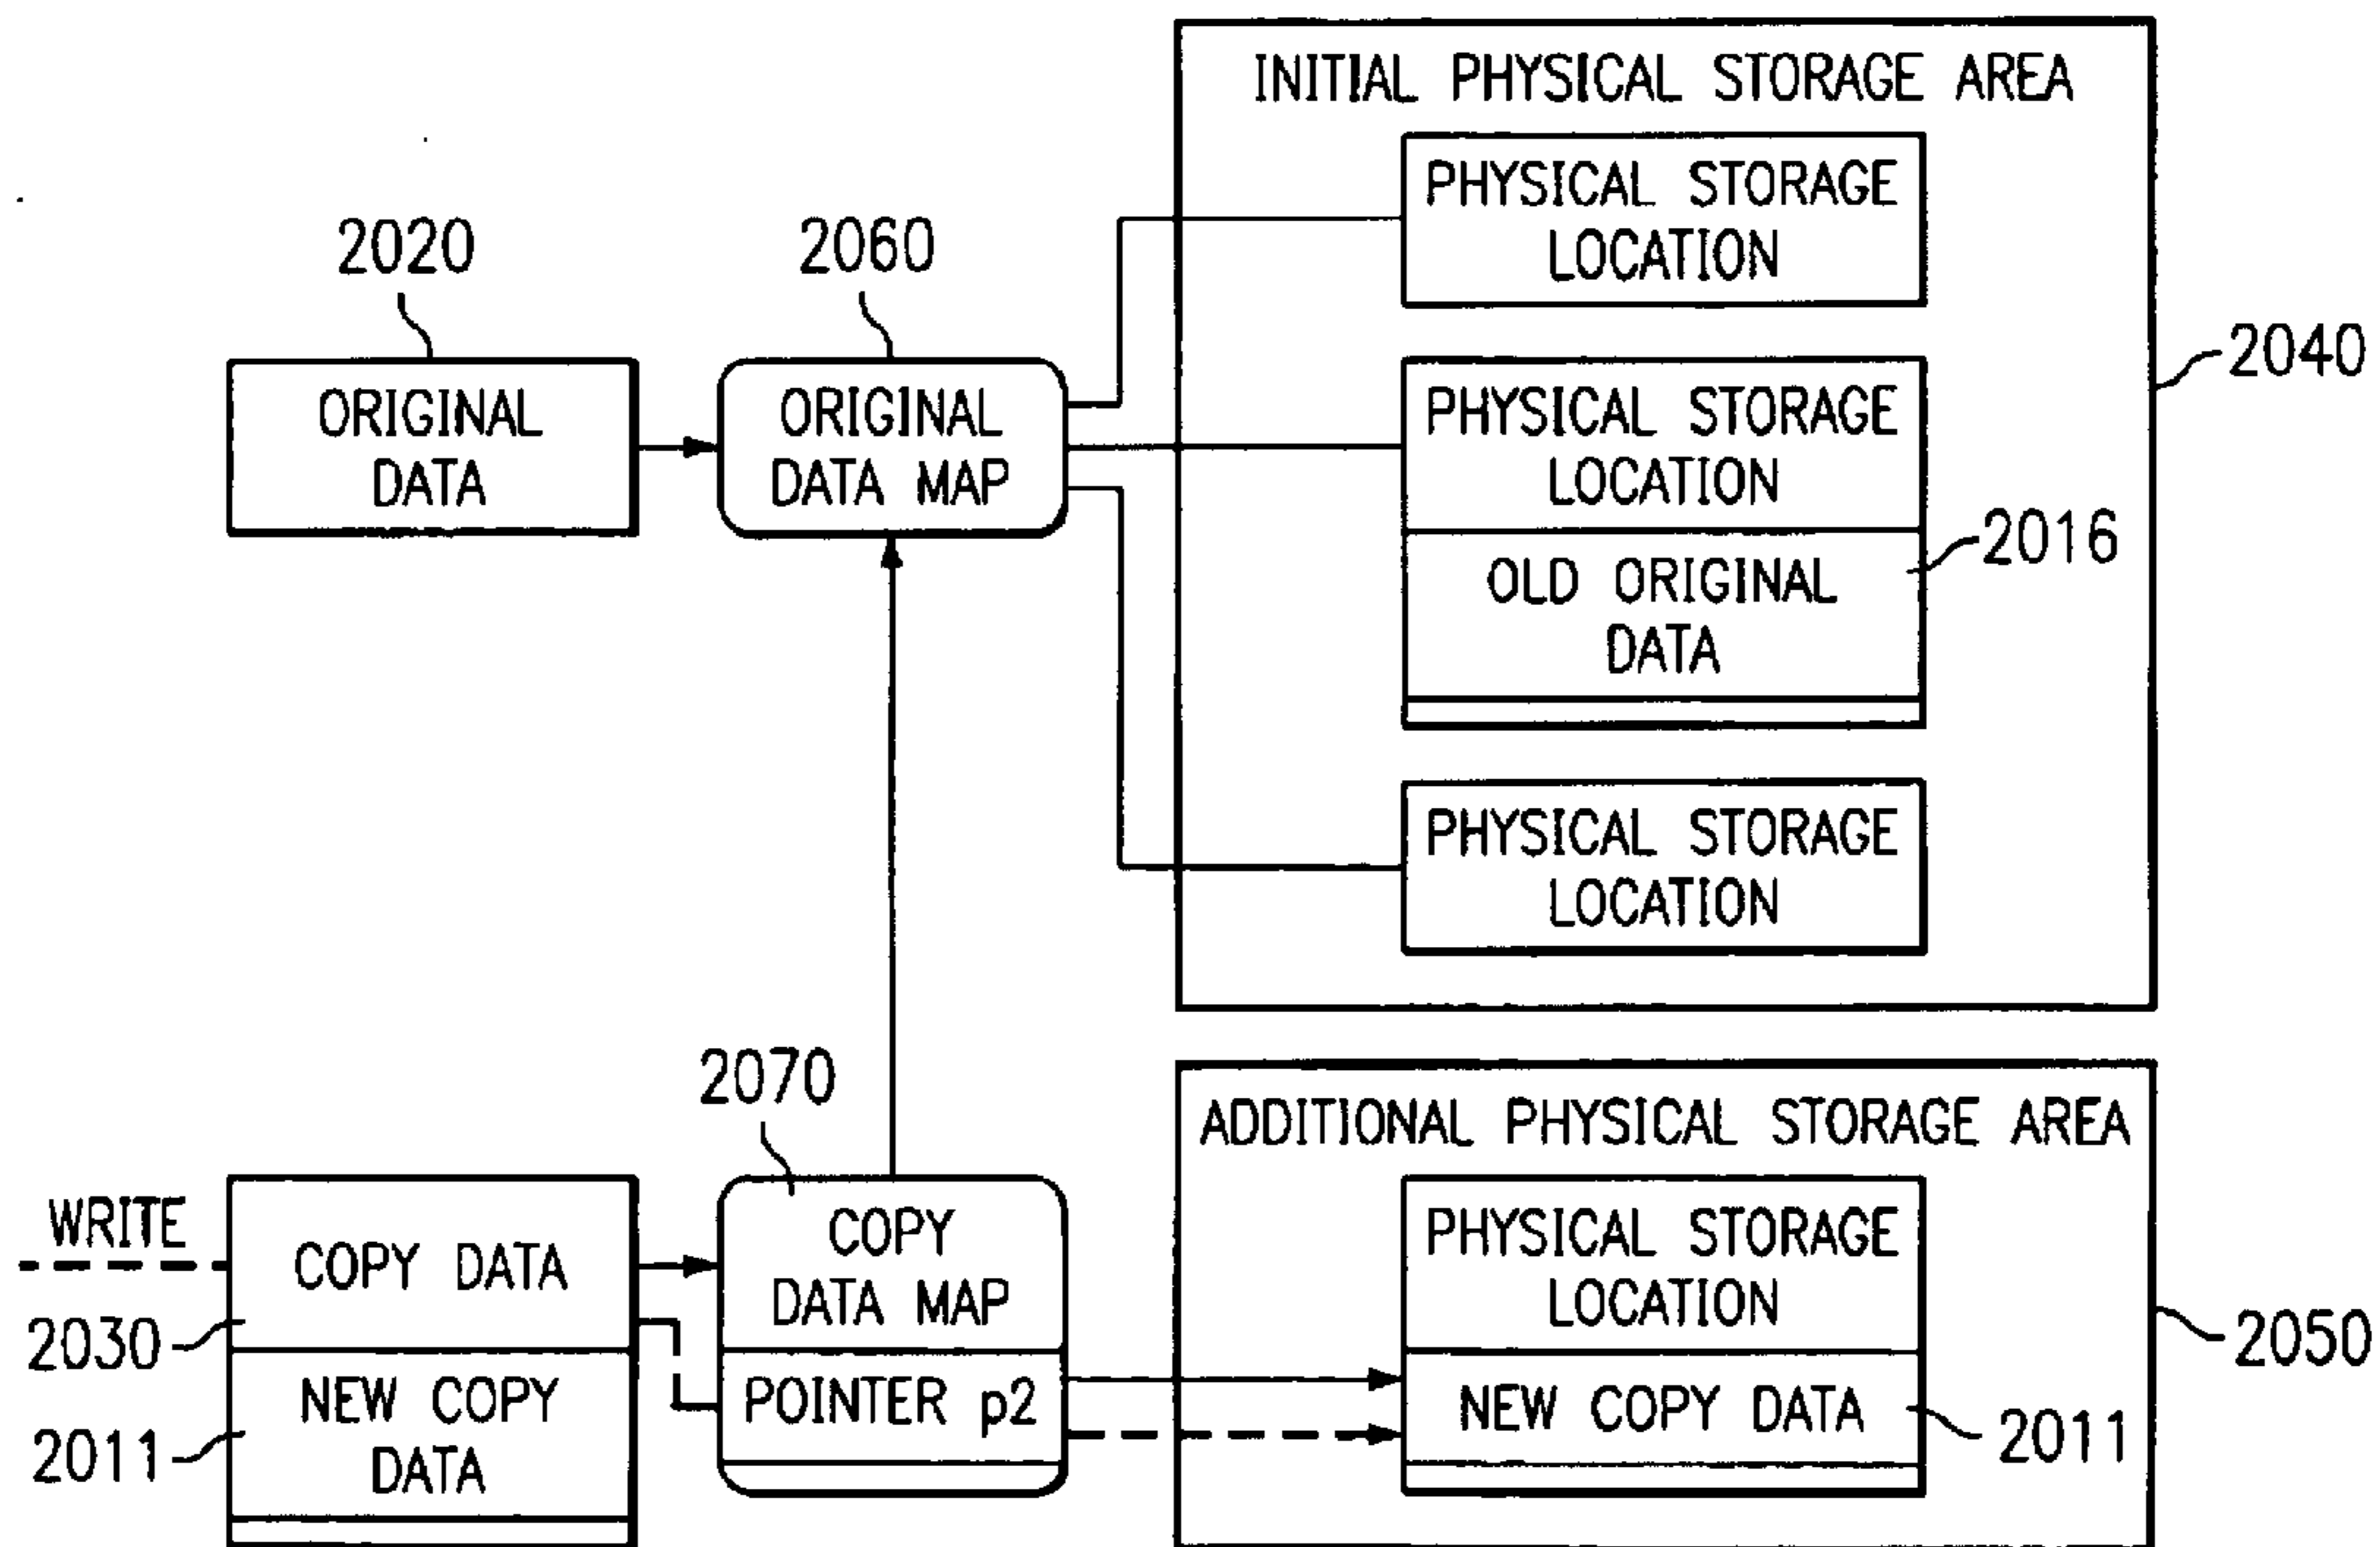 INITIAL PHYSICAL STORAGE AREA
PHYSICAL STORAGE
LOCATION
2020
2060
2040
ORIGINAL
DATA
ORIGINAL
DATA MAP
PHYSICAL STORAGE
LOCATION
2016
OLD ORIGINAL
DATA
PHYSICAL STORAGE
LOCATION
2070
ADDITIONAL PHYSICAL STORAGE AREA
WRITE
COPY DATA
2030
COPY
DATA MAP
PHYSICAL STORAGE
LOCATION
2050
NEW COPY
DATA
2011
POINTER p2
NEW COPY DATA
2011